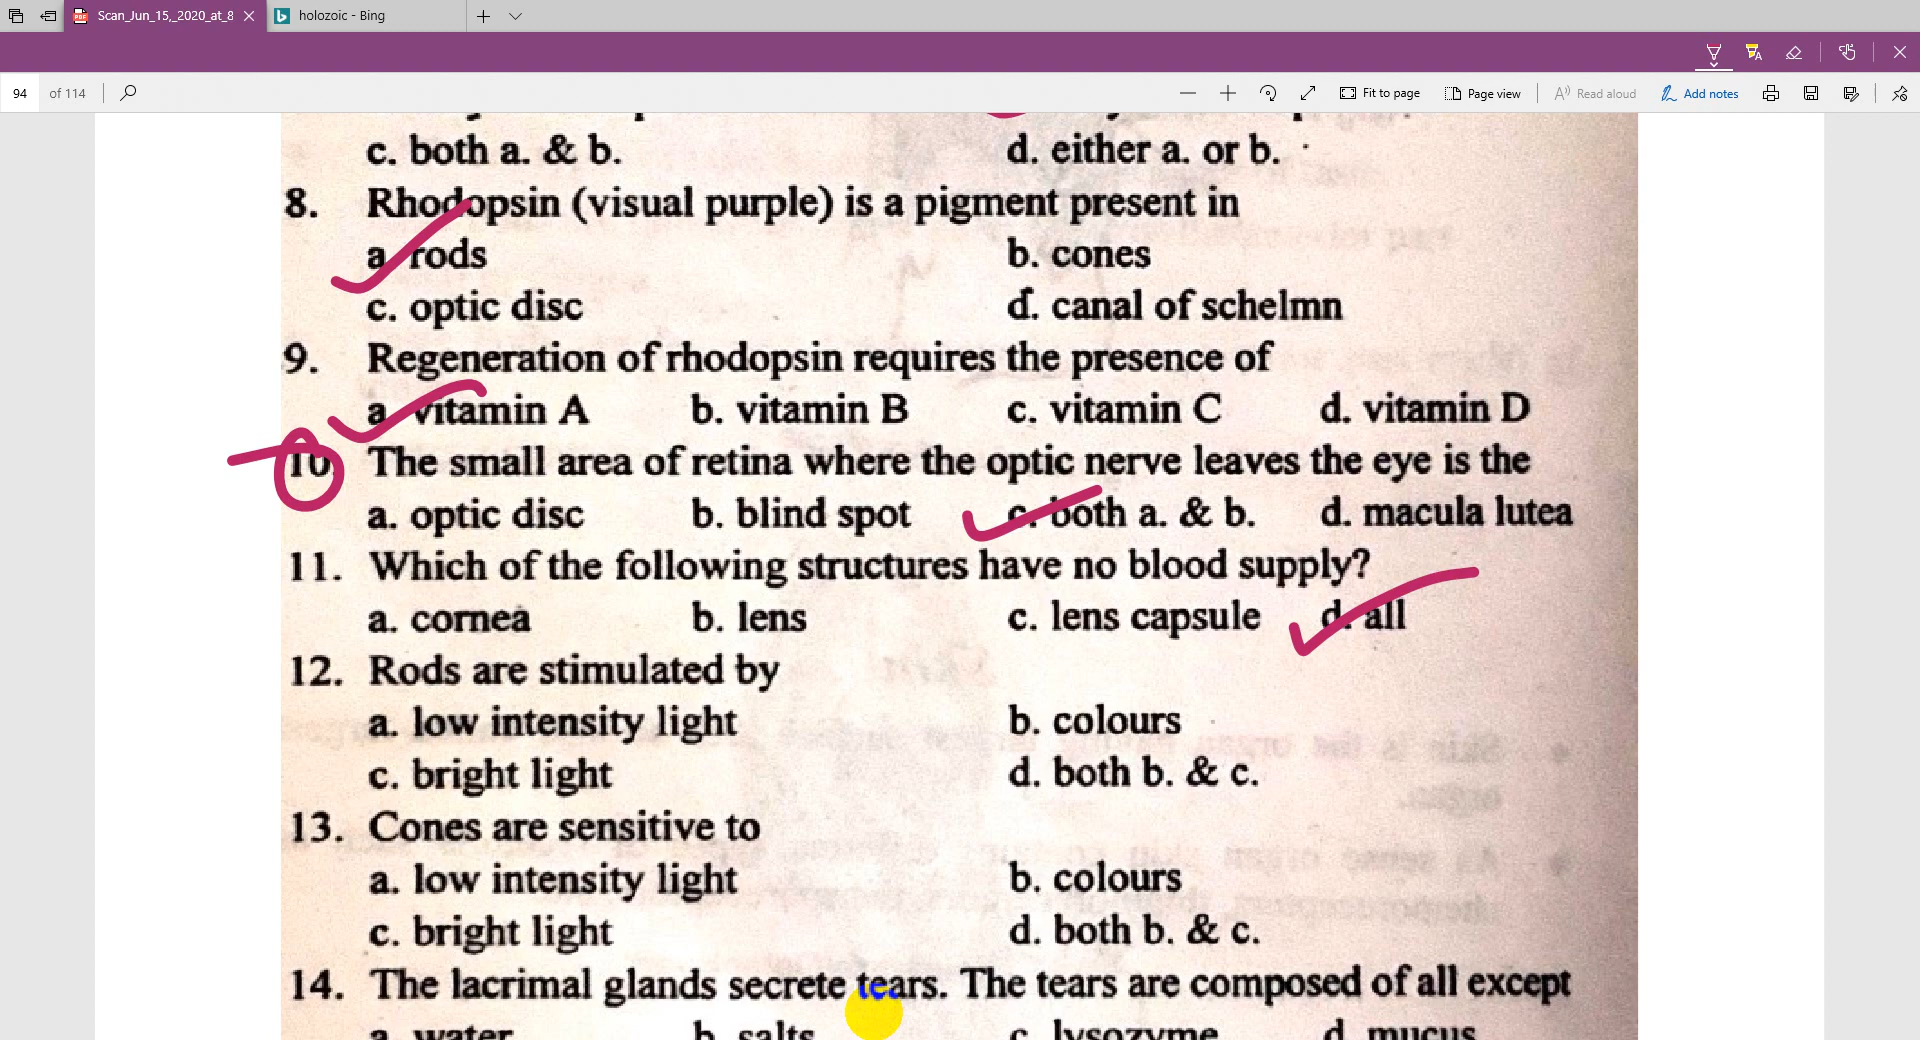 Scan_Jun_15,_2020_at_8
holozoic - Bing
94 of 114
Fit to page
Page view
Read aloud
Add notes
c. both a. & b. d. either a. or b.
8. Rhodopsin (visual purple) is a pigment present in
a. rods b. cones
c. optic disc d. canal of schelmn
9. Regeneration of rhodopsin requires the presence of
a vitamin A b. vitamin B c. vitamin C d. vitamin D
10. The small area of retina where the optic nerve leaves the eye is the
a. optic disc b. blind spot c. both a. & b. d. macula lutea
11. Which of the following structures have no blood supply?
a. cornea b. lens c. lens capsule d. all
12. Rods are stimulated by
a. low intensity light b. colours
c. bright light d. both b. & c.
13. Cones are sensitive to
a. low intensity light b. colours
c. bright light d. both b. & c.
14. The lacrimal glands secrete tears. The tears are composed of all except
a. water b. salts c. lysozyme d. mucus